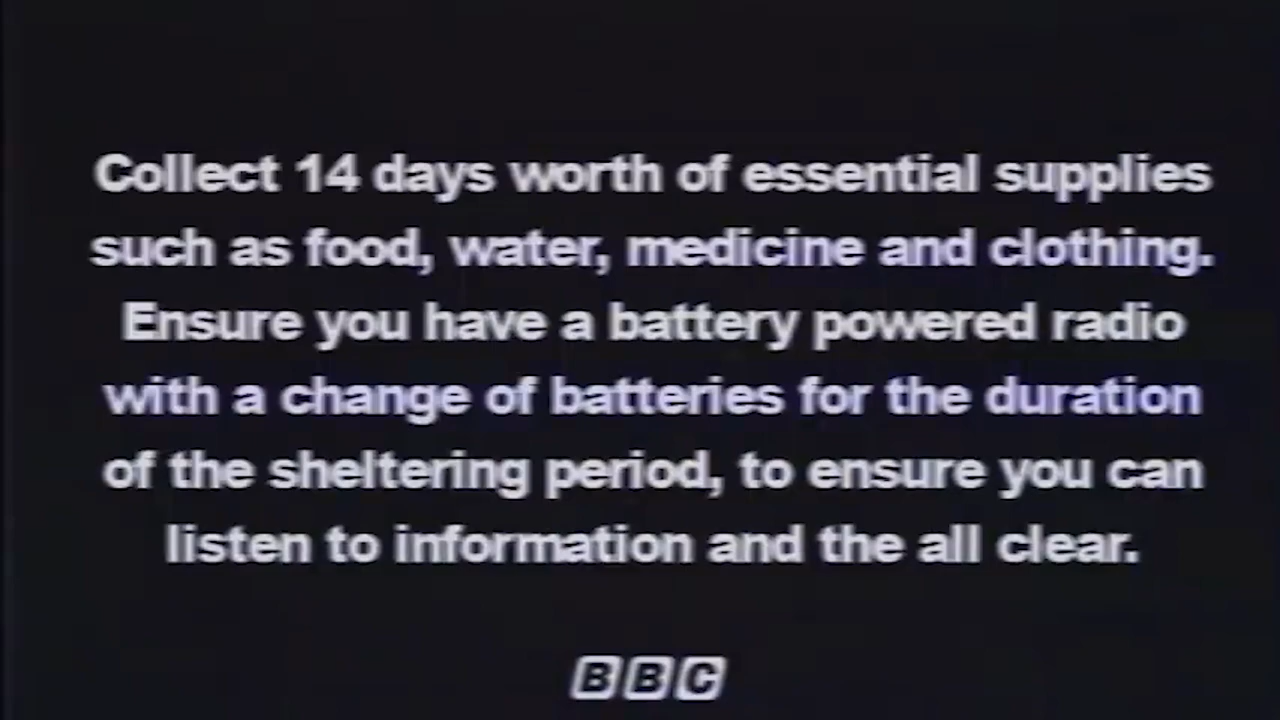 Collect 14 days worth of essential supplies
such as food, water, medicine and clothing.
Ensure you have a battery powered radio
with a change of batteries for the duration
of the sheltering period, to ensure you can
listen to information and the all clear.
BBC